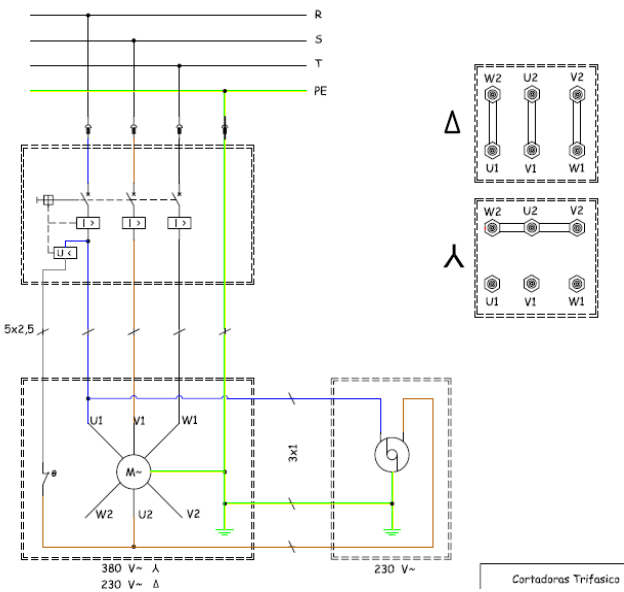 R
S
T
PE
W2 U2 V2
Δ
U1 V1 W1
I > I > I >
U <
W2 U2 V2
U1 V1 W1
5x2,5
U1 V1 W1
3x1
θ
M~
W2 U2 V2
380 V~ ⅄
230 V~ Δ
230 V~
Cortadoras Trifasico